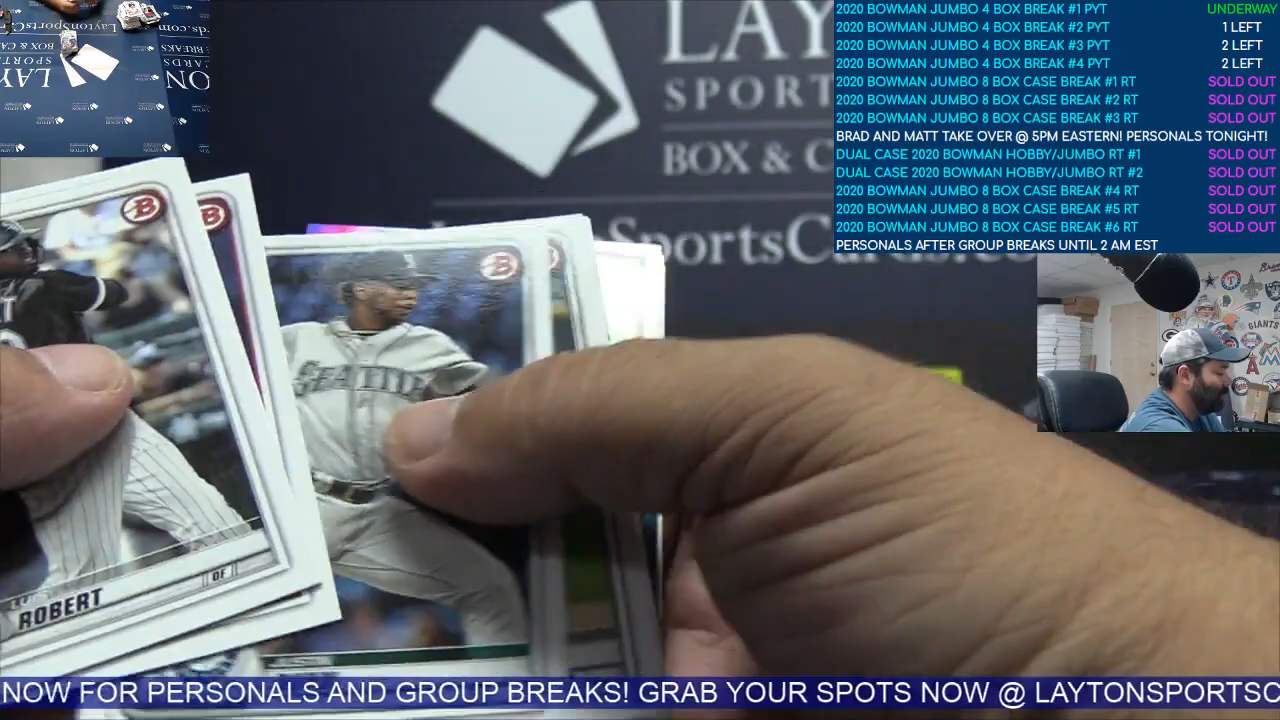 2020 BOWMAN JUMBO 4 BOX BREAK #1 PYT UNDERWAY
2020 BOWMAN JUMBO 4 BOX BREAK #2 PYT 1 LEFT
2020 BOWMAN JUMBO 4 BOX BREAK #3 PYT 2 LEFT
2020 BOWMAN JUMBO 4 BOX BREAK #4 PYT 2 LEFT
2020 BOWMAN JUMBO 8 BOX CASE BREAK #1 RT SOLD OUT
2020 BOWMAN JUMBO 8 BOX CASE BREAK #2 RT SOLD OUT
2020 BOWMAN JUMBO 8 BOX CASE BREAK #3 RT SOLD OUT
BRAD AND MATT TAKE OVER @ 5PM EASTERN! PERSONALS TONIGHT!
DUAL CASE 2020 BOWMAN HOBBY/JUMBO RT #1 SOLD OUT
DUAL CASE 2020 BOWMAN HOBBY/JUMBO RT #2 SOLD OUT
2020 BOWMAN JUMBO 8 BOX CASE BREAK #4 RT SOLD OUT
2020 BOWMAN JUMBO 8 BOX CASE BREAK #5 RT SOLD OUT
2020 BOWMAN JUMBO 8 BOX CASE BREAK #6 RT SOLD OUT
PERSONALS AFTER GROUP BREAKS UNTIL 2 AM EST
LAY
SPORT
BOX & C
SportsC
B
B
B
SEATTLE
GIANTS
ROBERT
OF
NOW FOR PERSONALS AND GROUP BREAKS! GRAB YOUR SPOTS NOW @ LAYTONSPORTSC